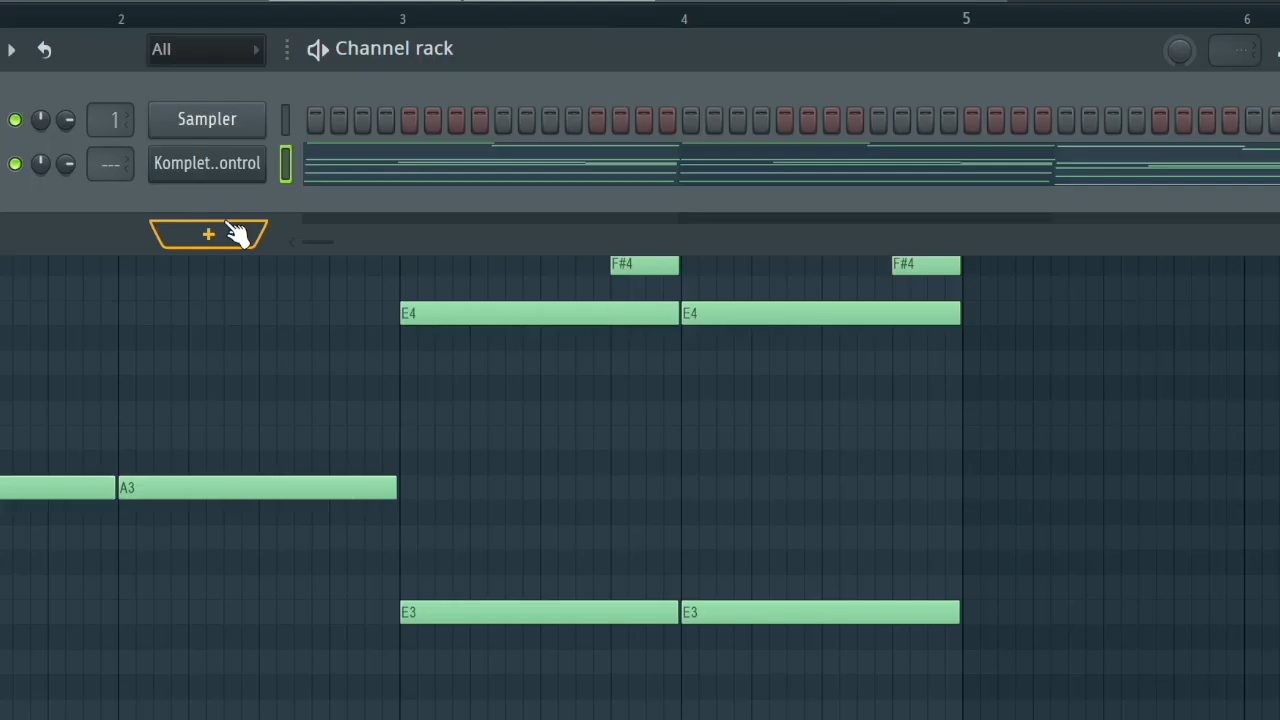 2 3 4 5 6
All Channel rack ---
1 Sampler
--- Komplet..ontrol
+
F#4 F#4
E4 E4
A3
E3 E3